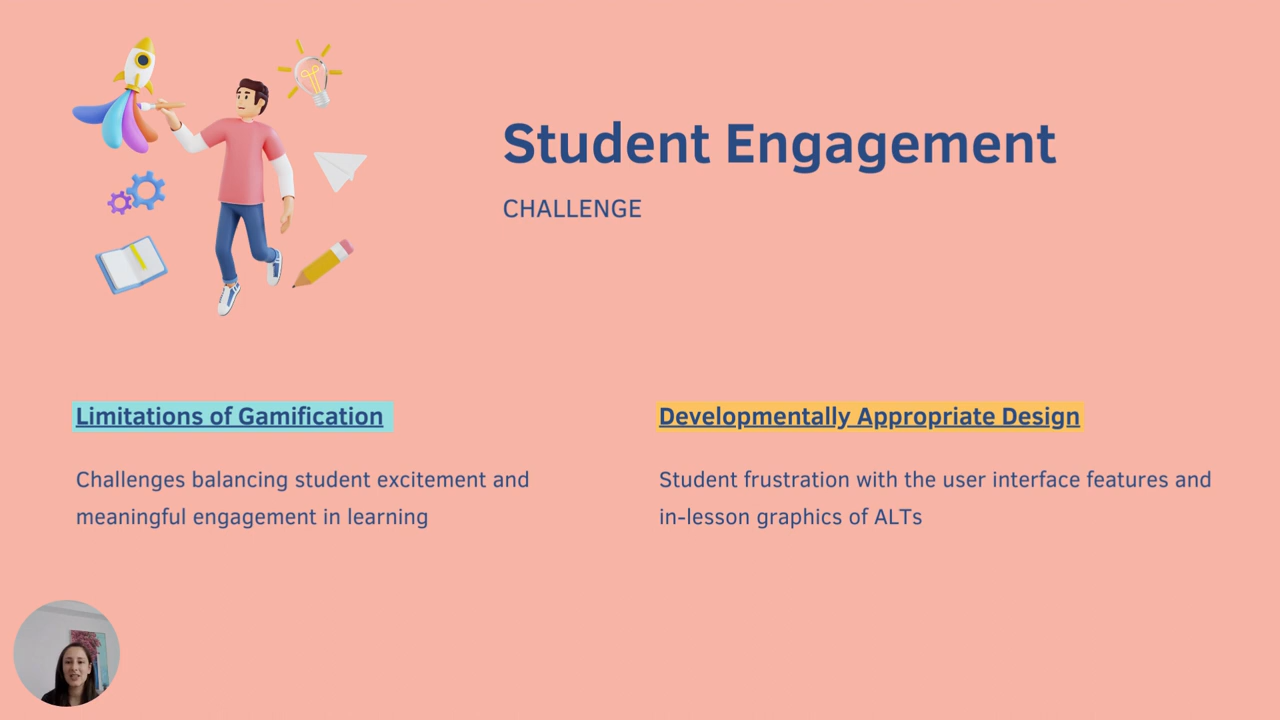 Student Engagement
CHALLENGE
Limitations of Gamification
Challenges balancing student excitement and
meaningful engagement in learning
Developmentally Appropriate Design
Student frustration with the user interface features and
in-lesson graphics of ALTs